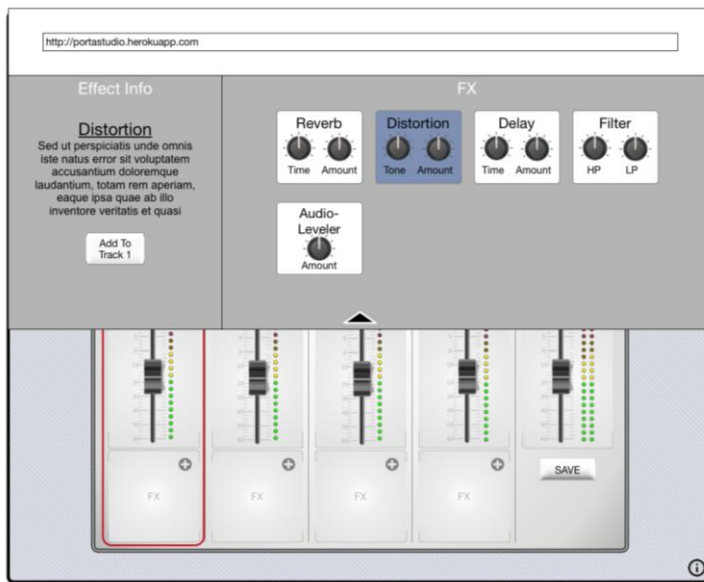 http://portastudio.herokuapp.com
Effect Info
FX
Distortion
Sed ut perspiciatis unde omnis
iste natus error sit voluptatem
accusantium doloremque
laudantium, totam rem aperiam,
eaque ipsa quae ab illo
inventore veritatis et quasi
Add To
Track 1
Reverb
Time Amount
Distortion
Tone Amount
Delay
Time Amount
Filter
HP LP
Audio-
Leveler
Amount
FX
FX
FX
FX
SAVE